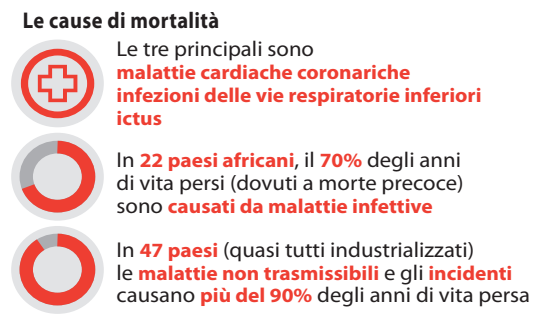 Le cause di mortalità
Le tre principali sono
malattie cardiache coronariche
infezioni delle vie respiratorie inferiori
ictus
In 22 paesi africani, il 70% degli anni
di vita persi (dovuti a morte precoce)
sono causati da malattie infettive
In 47 paesi (quasi tutti industrializzati)
le malattie non trasmissibili e gli incidenti
causano più del 90% degli anni di vita persa